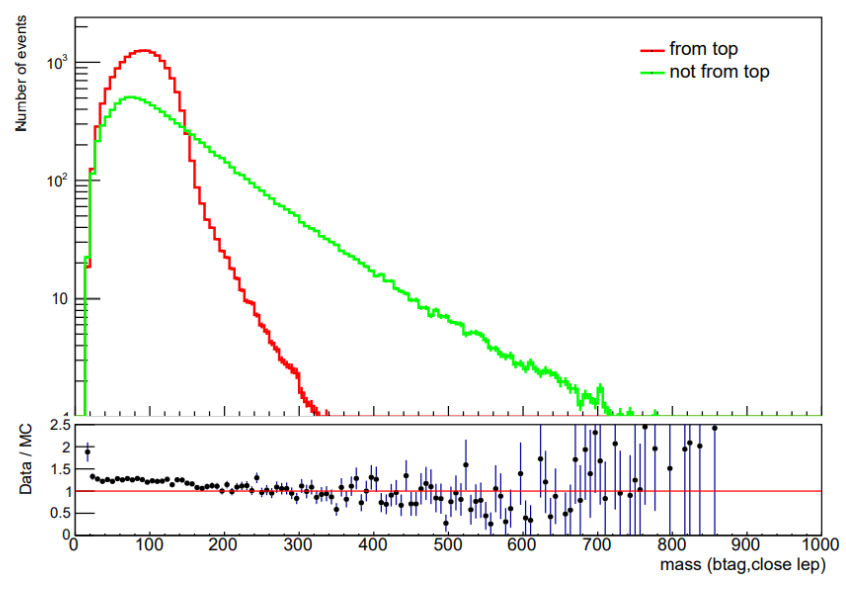 Number of events
10³
10²
10
1
from top
not from top
Data / MC
2.5
2
1.5
1
0.5
0
0 100 200 300 400 500 600 700 800 900 1000
mass (btag,close lep)